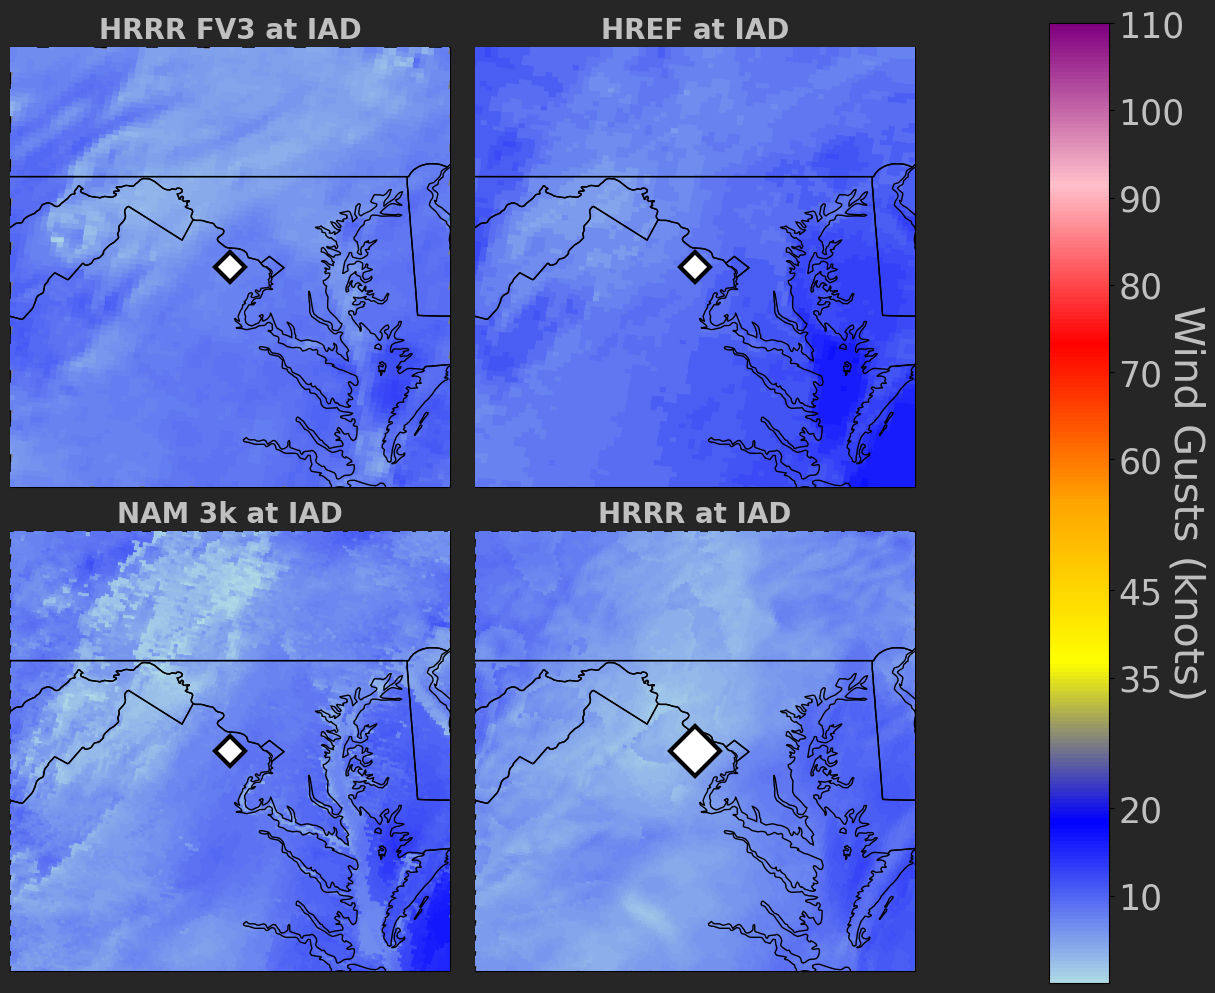 HRRR FV3 at IAD
HREF at IAD
NAM 3k at IAD
HRRR at IAD
110
100
90
80
70
60
45
35
20
10
Wind Gusts (knots)